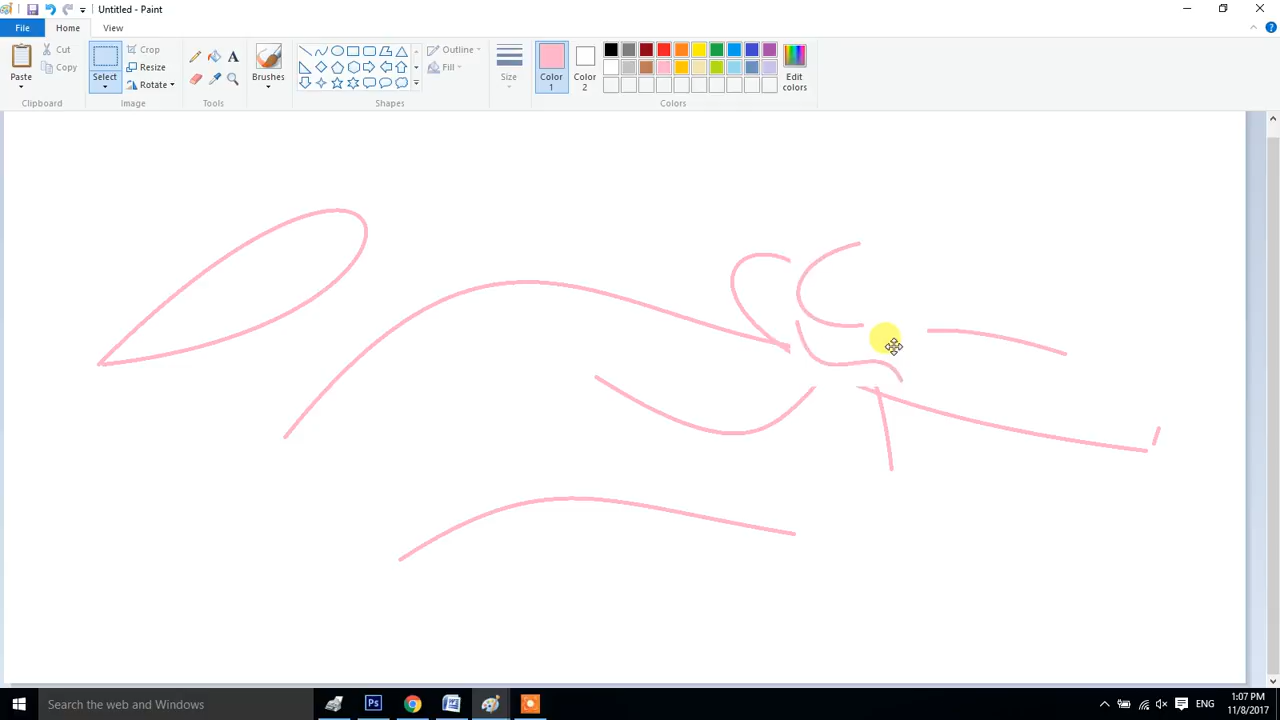 Untitled - Paint
File Home View
Paste
Cut
Copy
Clipboard
Select
Crop
Resize
Rotate
Image
A
Tools
Brushes
Shapes
Outline
Fill
Size
Color 1
Color 2
Edit colors
Colors
Search the web and Windows
Ps
W
ENG
1:07 PM
11/8/2017